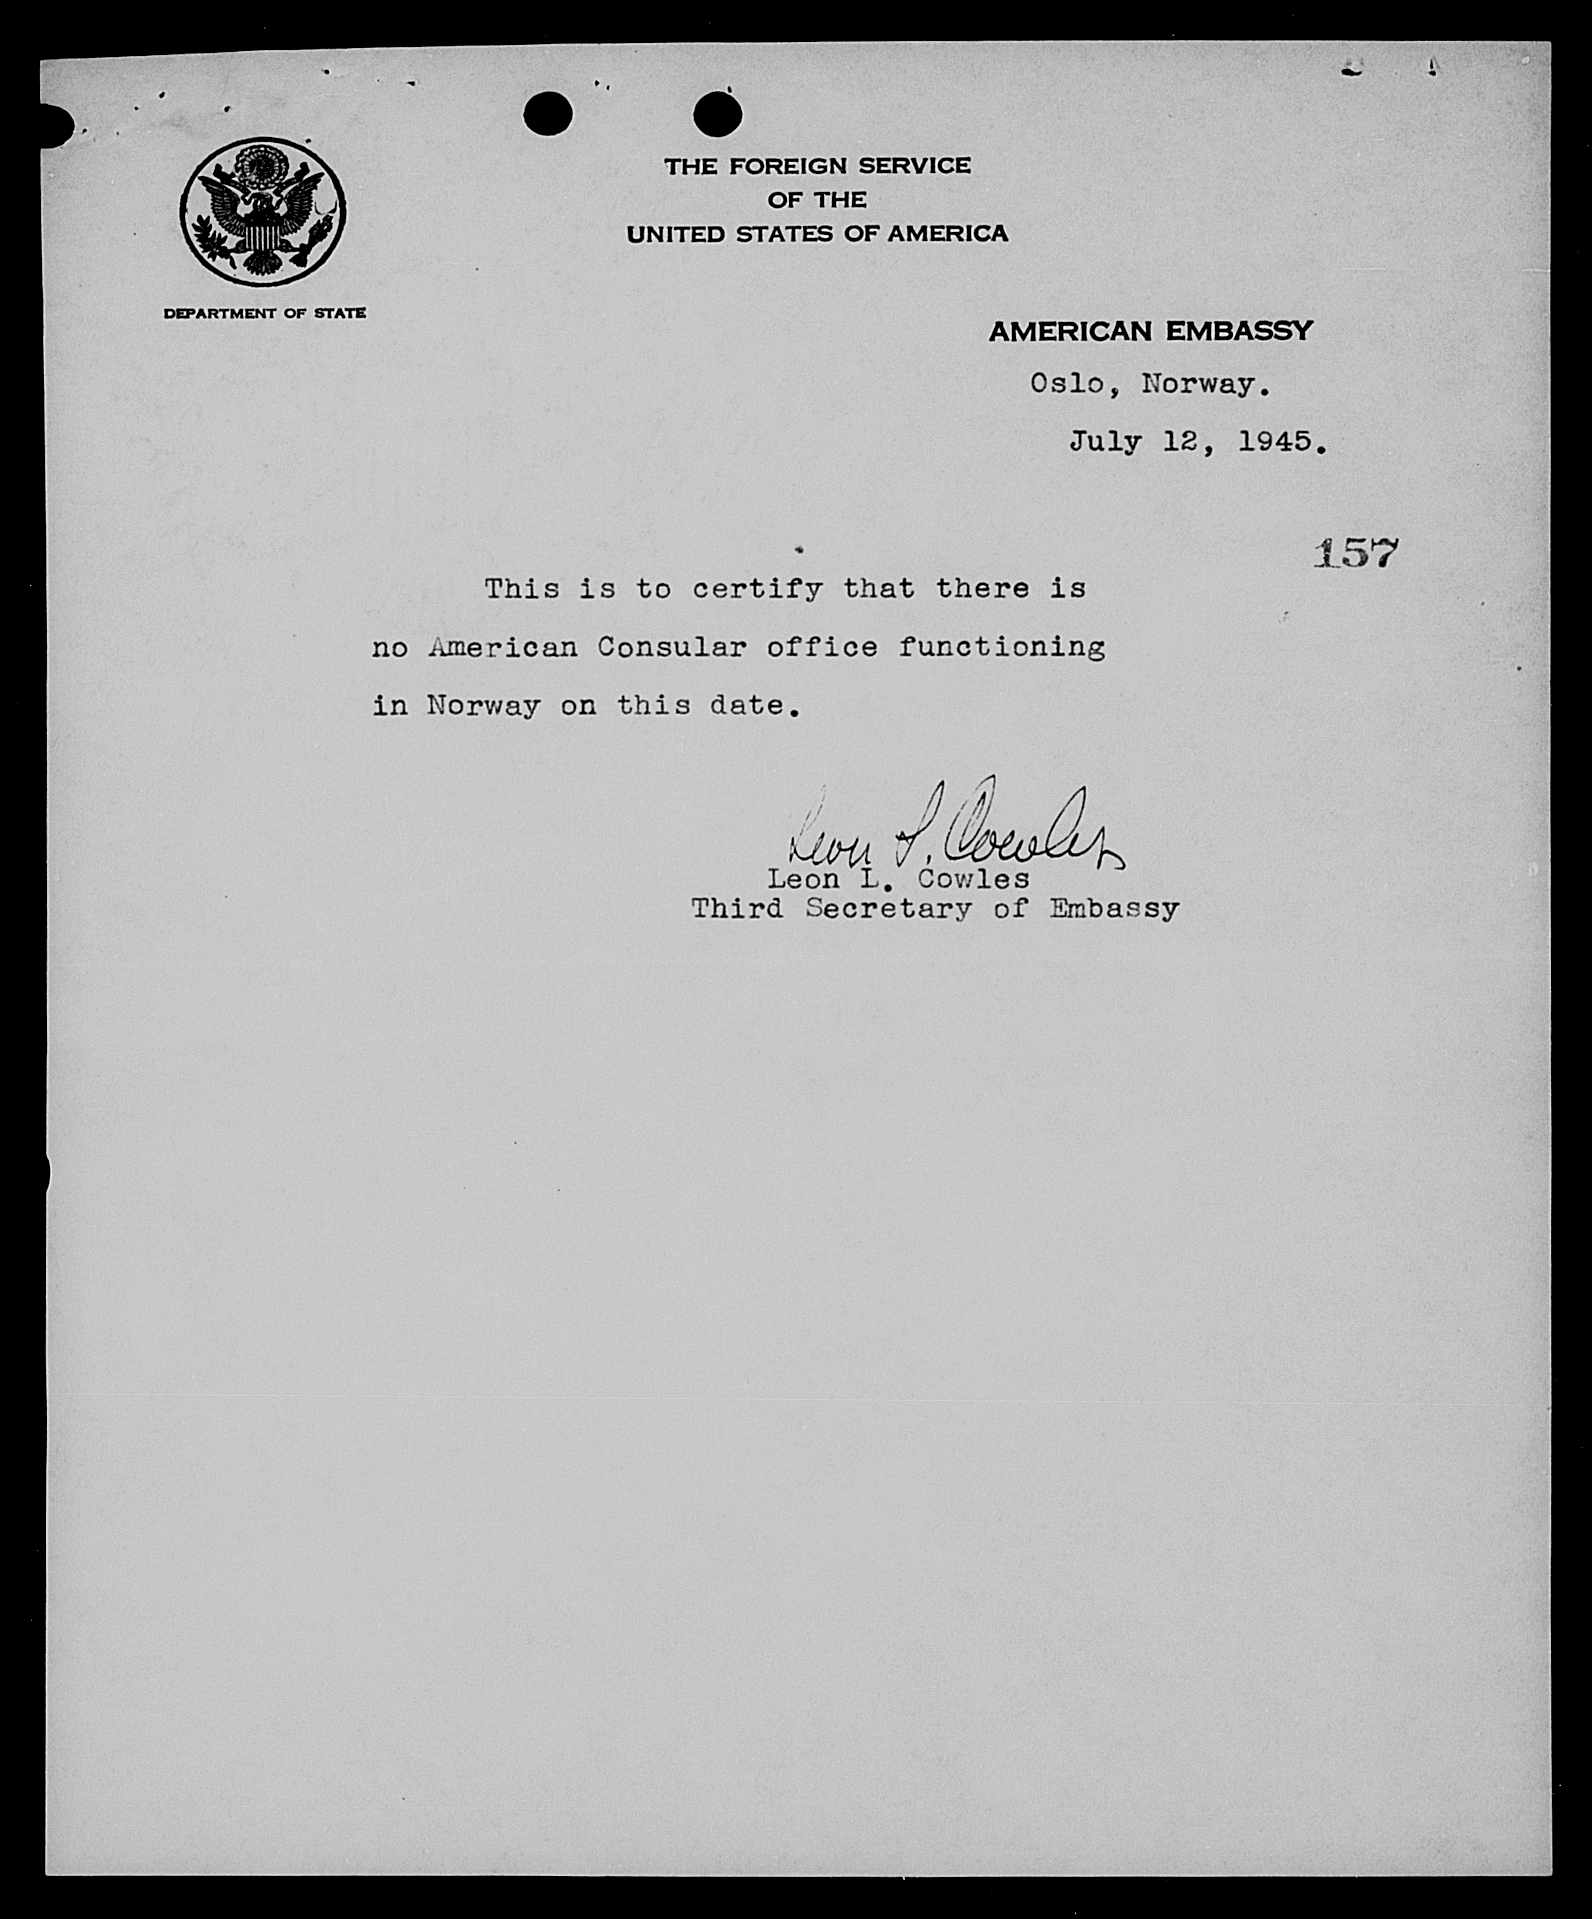 THE FOREIGN SERVICE
OF THE
UNITED STATES OF AMERICA
DEPARTMENT OF STATE
AMERICAN EMBASSY
Oslo, Norway.
July 12, 1945.
157
This is to certify that there is
no American Consular office functioning
in Norway on this date.
Leon L. Cowles
Leon L. Cowles
Third Secretary of Embassy